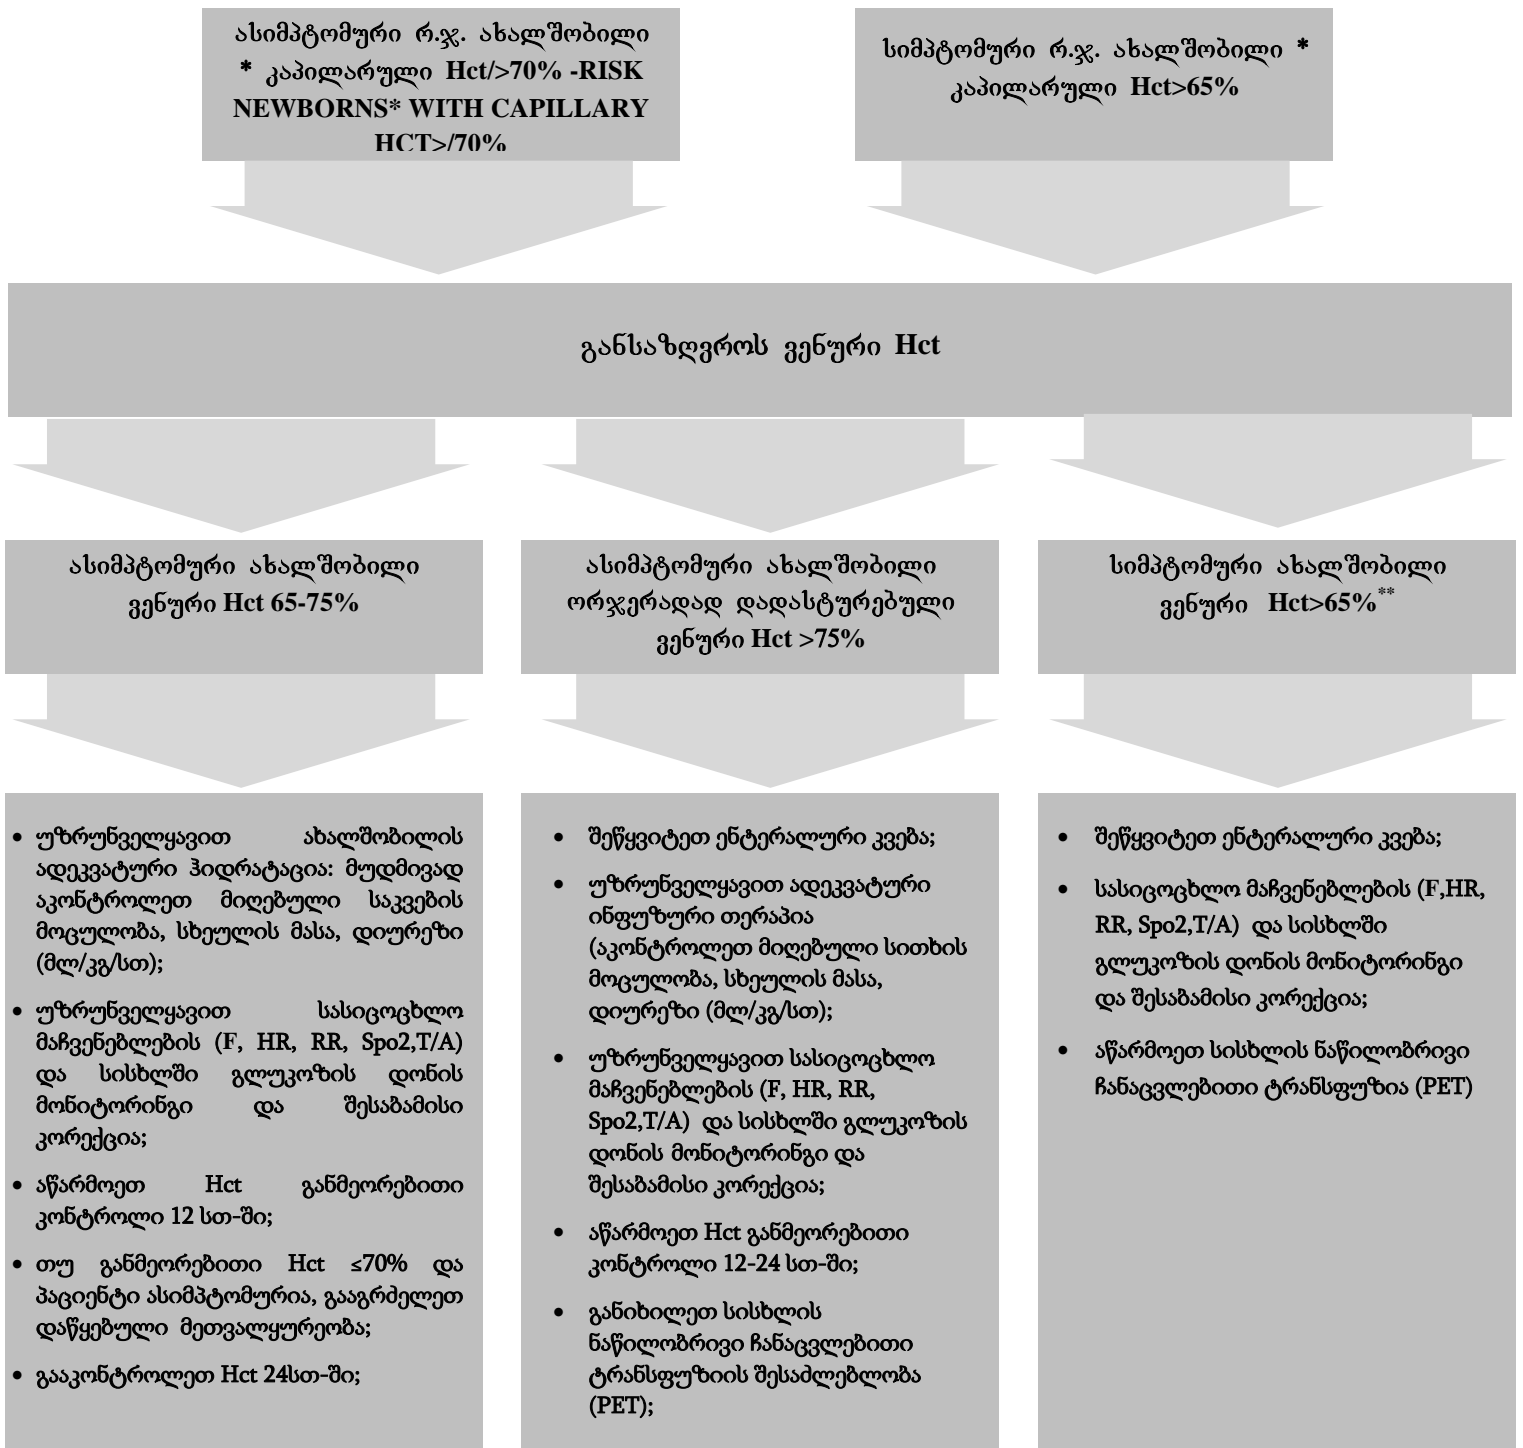 ასიმპტომური რ.ჯ. ახალშობილი
* კაპილარული Hct/>70% -RISK
NEWBORNS* WITH CAPILLARY
HCT>/70%
სიმპტომური რ.ჯ. ახალშობილი *
კაპილარული Hct>65%
განსაზღვროს ვენური Hct
ასიმპტომური ახალშობილი
ვენური Hct 65-75%
ასიმპტომური ახალშობილი
ორჯერადად დადასტურებული
ვენური Hct >75%
სიმპტომური ახალშობილი
ვენური Hct>65%**
• უზრუნველყავით ახალშობილის
ადეკვატური ჰიდრატაცია: მუდმივად
აკონტროლეთ მიღებული საკვების
მოცულობა, სხეულის მასა, დიურეზი
(მლ/კგ/სთ);
• უზრუნველყავით სასიცოცხლო
მაჩვენებლების (F, HR, RR, Spo2,T/A)
და სისხლში გლუკოზის დონის
მონიტორინგი და შესაბამისი
კორექცია;
• აწარმოეთ Hct განმეორებითი
კონტროლი 12 სთ-ში;
• თუ განმეორებითი Hct ≤70% და
პაციენტი ასიმპტომურია, გააგრძელეთ
დაწყებული მეთვალყურეობა;
• გააკონტროლეთ Hct 24სთ-ში;
• შეწყვიტეთ ენტერალური კვება;
• უზრუნველყავით ადეკვატური
ინფუზური თერაპია
(აკონტროლეთ მიღებული სითხის
მოცულობა, სხეულის მასა,
დიურეზი (მლ/კგ/სთ);
• უზრუნველყავით სასიცოცხლო
მაჩვენებლების (F, HR, RR,
Spo2,T/A) და სისხლში გლუკოზის
დონის მონიტორინგი და
შესაბამისი კორექცია;
• აწარმოეთ Hct განმეორებითი
კონტროლი 12-24 სთ-ში;
• განიხილეთ სისხლის
ნაწილობრივი ჩანაცვლებითი
ტრანსფუზიის შესაძლებლობა
(PET);
• შეწყვიტეთ ენტერალური კვება;
• სასიცოცხლო მაჩვენებლების (F,HR,
RR, Spo2,T/A) და სისხლში
გლუკოზის დონის მონიტორინგი
და შესაბამისი კორექცია;
• აწარმოეთ სისხლის ნაწილობრივი
ჩანაცვლებითი ტრანსფუზია (PET)